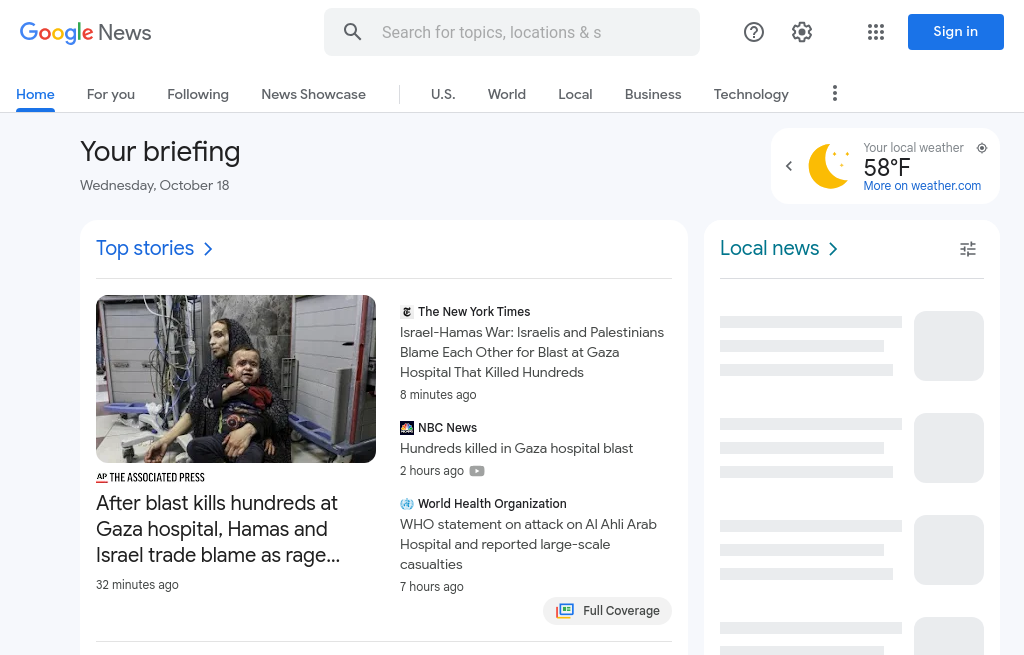 Google News
Search for topics, locations & s
Sign in
Home
For you
Following
News Showcase
U.S.
World
Local
Business
Technology
Your briefing
Wednesday, October 18
Your local weather
58°F
More on weather.com
Top stories
AP THE ASSOCIATED PRESS
After blast kills hundreds at
Gaza hospital, Hamas and
Israel trade blame as rage...
32 minutes ago
The New York Times
Israel-Hamas War: Israelis and Palestinians
Blame Each Other for Blast at Gaza
Hospital That Killed Hundreds
8 minutes ago
NBC News
Hundreds killed in Gaza hospital blast
2 hours ago
World Health Organization
WHO statement on attack on Al Ahli Arab
Hospital and reported large-scale
casualties
7 hours ago
Full Coverage
Local news